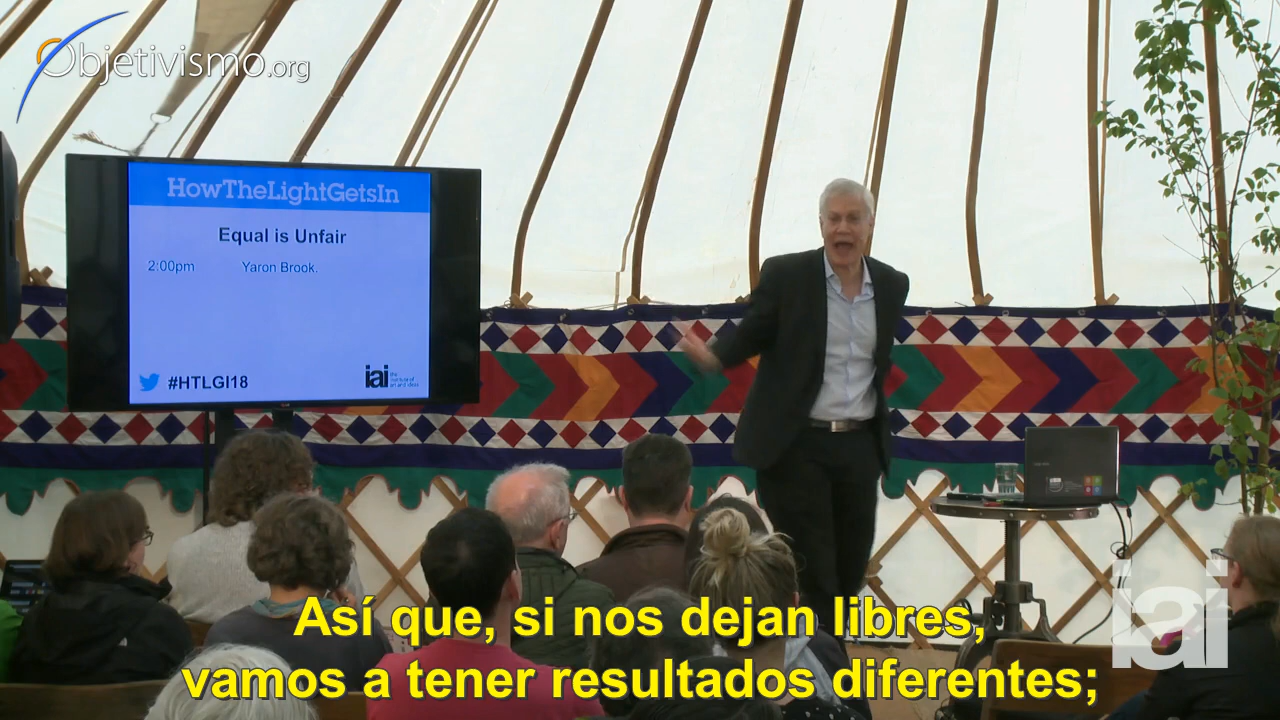 Objetivismo.org
HowTheLightGetsIn
Equal is Unfair
2:00pm Yaron Brook.
#HTLGI18
iai
iai
Así que, si nos dejan libres,
vamos a tener resultados diferentes;